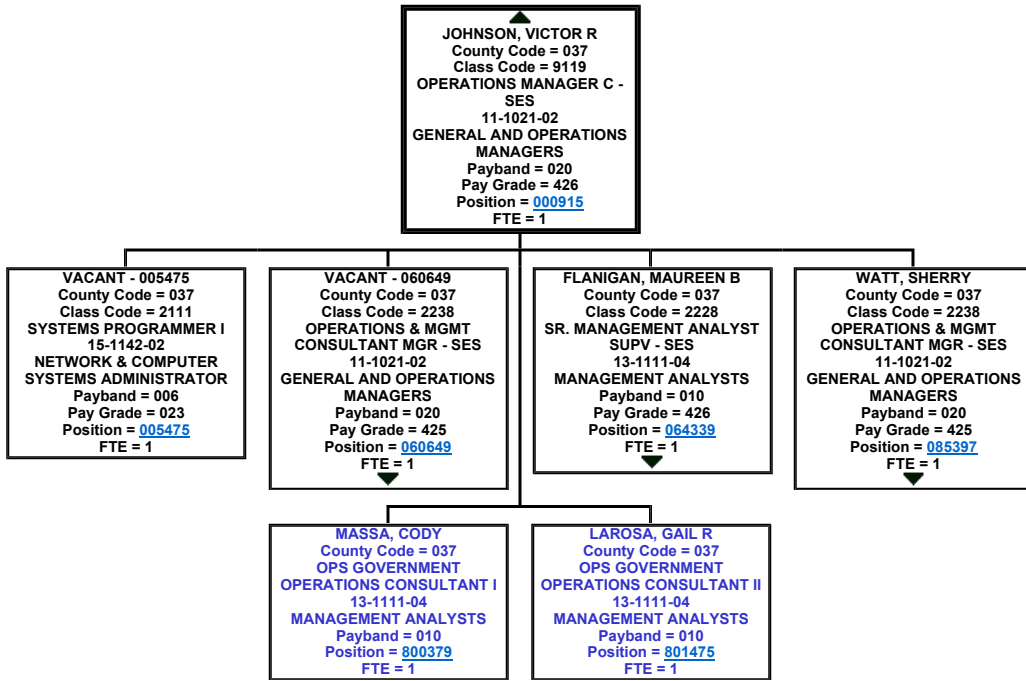 JOHNSON, VICTOR R
County Code = 037
Class Code = 9119
OPERATIONS MANAGER C -
SES
11-1021-02
GENERAL AND OPERATIONS
MANAGERS
Payband = 020
Pay Grade = 426
Position = 000915
FTE = 1
VACANT - 005475
County Code = 037
Class Code = 2111
SYSTEMS PROGRAMMER I
15-1142-02
NETWORK & COMPUTER
SYSTEMS ADMINISTRATOR
Payband = 006
Pay Grade = 023
Position = 005475
FTE = 1
VACANT - 060649
County Code = 037
Class Code = 2238
OPERATIONS & MGMT
CONSULTANT MGR - SES
11-1021-02
GENERAL AND OPERATIONS
MANAGERS
Payband = 020
Pay Grade = 425
Position = 060649
FTE = 1
FLANIGAN, MAUREEN B
County Code = 037
Class Code = 2228
SR. MANAGEMENT ANALYST
SUPV - SES
13-1111-04
MANAGEMENT ANALYSTS
Payband = 010
Pay Grade = 426
Position = 064339
FTE = 1
WATT, SHERRY
County Code = 037
Class Code = 2238
OPERATIONS & MGMT
CONSULTANT MGR - SES
11-1021-02
GENERAL AND OPERATIONS
MANAGERS
Payband = 020
Pay Grade = 425
Position = 085397
FTE = 1
MASSA, CODY
County Code = 037
OPS GOVERNMENT
OPERATIONS CONSULTANT I
13-1111-04
MANAGEMENT ANALYSTS
Payband = 010
Position = 800379
FTE = 1
LAROSA, GAIL R
County Code = 037
OPS GOVERNMENT
OPERATIONS CONSULTANT II
13-1111-04
MANAGEMENT ANALYSTS
Payband = 010
Position = 801475
FTE = 1